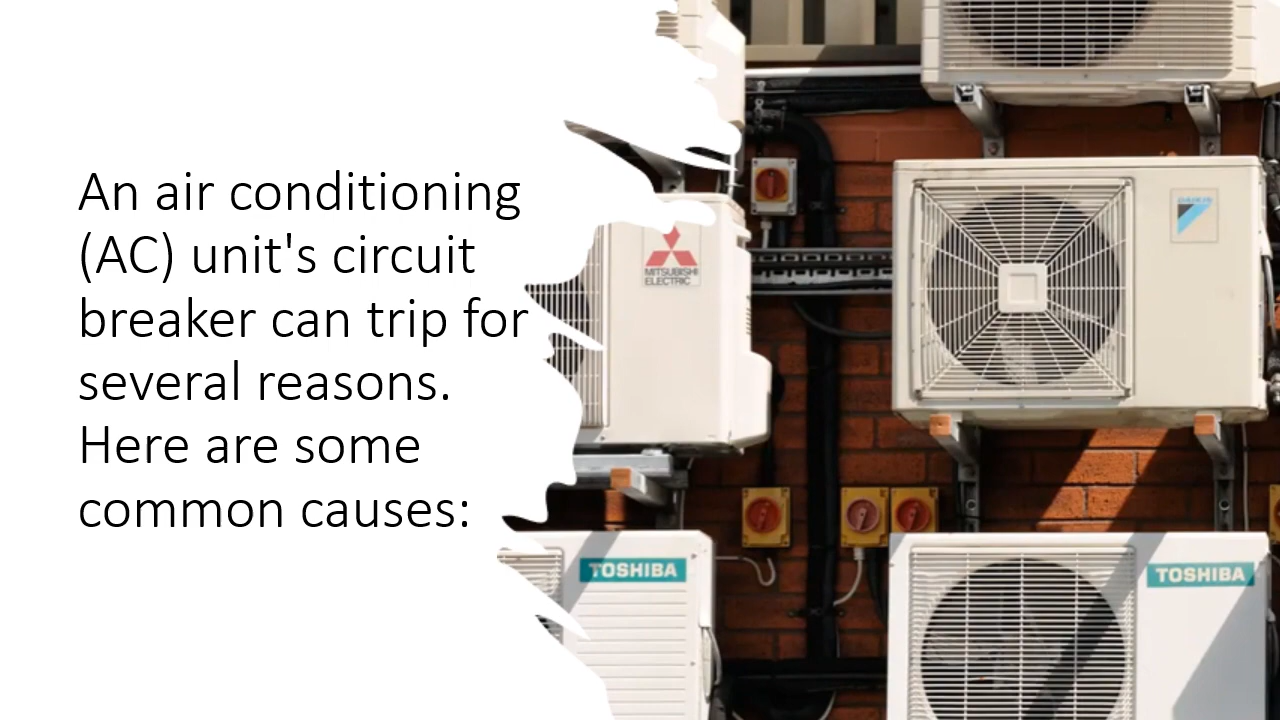 An air conditioning
(AC) unit's circuit
breaker can trip for
several reasons.
Here are some
common causes:
MITSUBISHI
ELECTRIC
DAIKIN
TOSHIBA
TOSHIBA